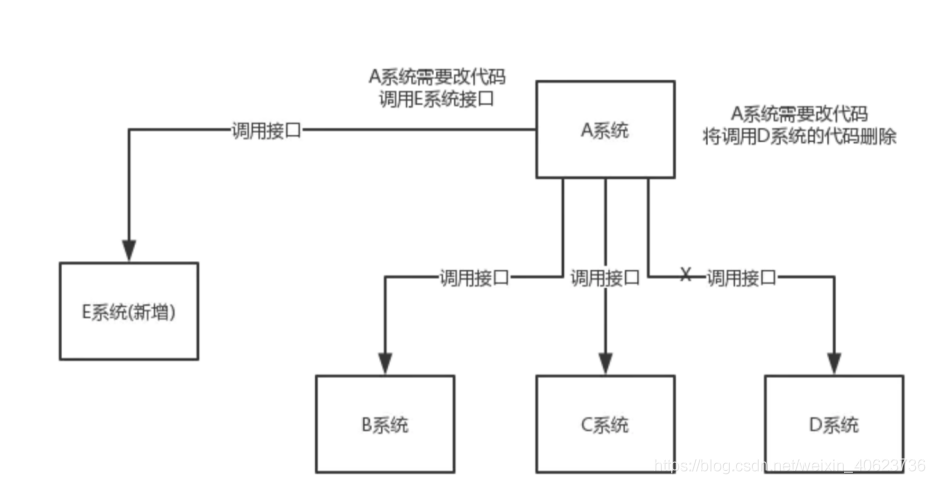 A系统需要改代码
调用E系统接口
A系统
A系统需要改代码
将调用D系统的代码删除
调用接口
调用接口
调用接口
X
调用接口
E系统(新增)
B系统
C系统
D系统
https://blog.csdn.net/weixin_40623736